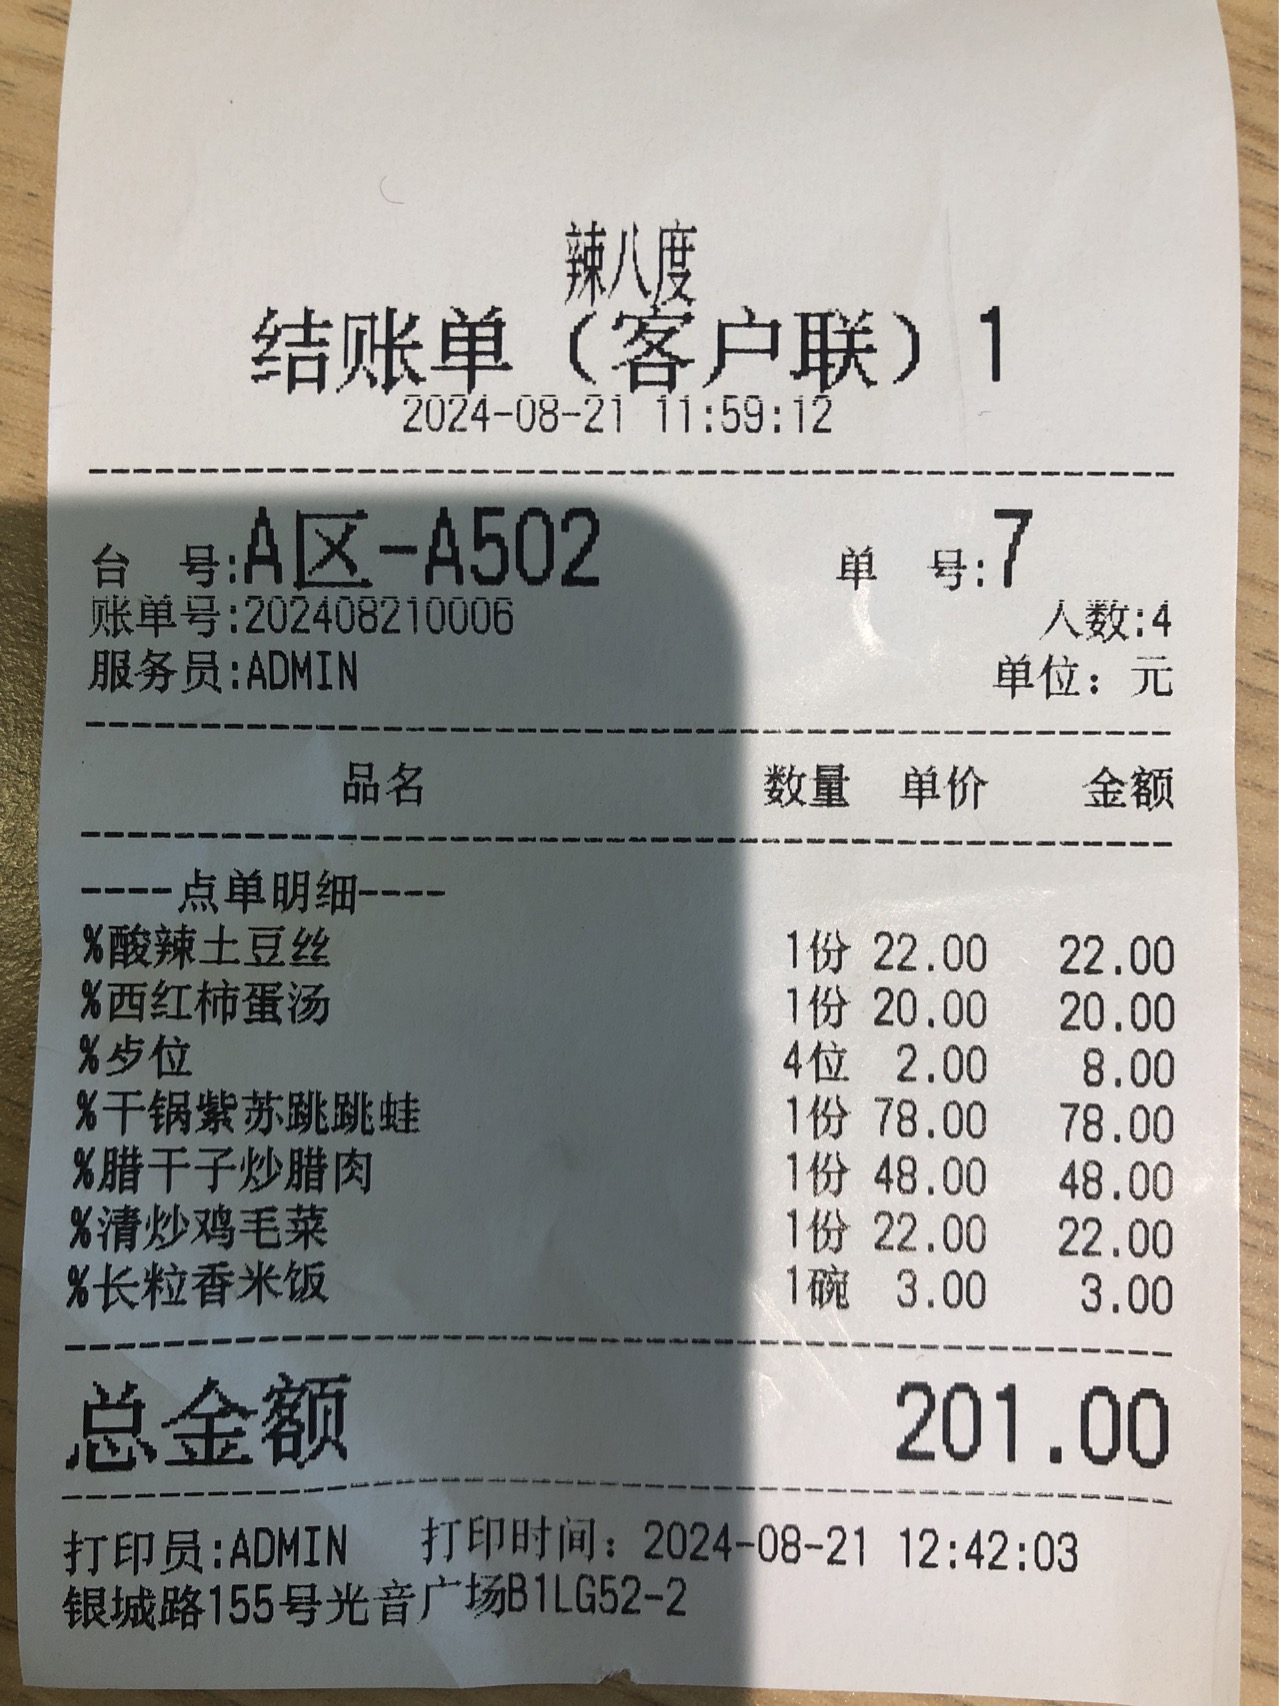 辣八度
结账单（客户联）1
2024-08-21 11:59:12
台 号:A区-A502 单 号:7
账单号:202408210006 人数:4
服务员:ADMIN 单位：元
品名 数量 单价 金额
----点单明细----
%酸辣土豆丝 1份 22.00 22.00
%西红柿蛋汤 1份 20.00 20.00
%歺位 4位 2.00 8.00
%干锅紫苏跳跳蛙 1份 78.00 78.00
%腊干子炒腊肉 1份 48.00 48.00
%清炒鸡毛菜 1份 22.00 22.00
%长粒香米饭 1碗 3.00 3.00
总金额 201.00
打印员:ADMIN 打印时间：2024-08-21 12:42:03
银城路155号光音广场B1LG52-2